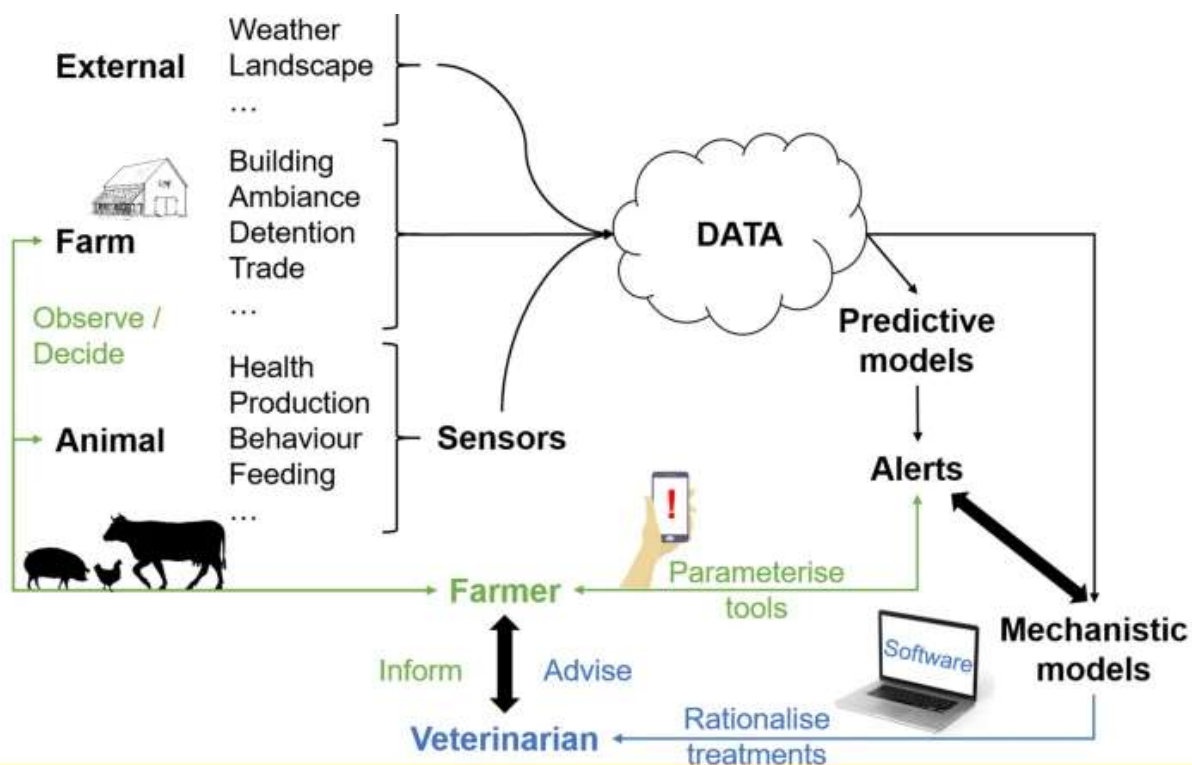 External
Weather
Landscape
…
Farm
Building
Ambiance
Detention
Trade
…
Observe /
Decide
Animal
Health
Production
Behaviour
Feeding
…
Sensors
DATA
Predictive
models
Alerts
!
Farmer
Parameterise
tools
Mechanistic
models
Software
Inform
Advise
Veterinarian
Rationalise
treatments